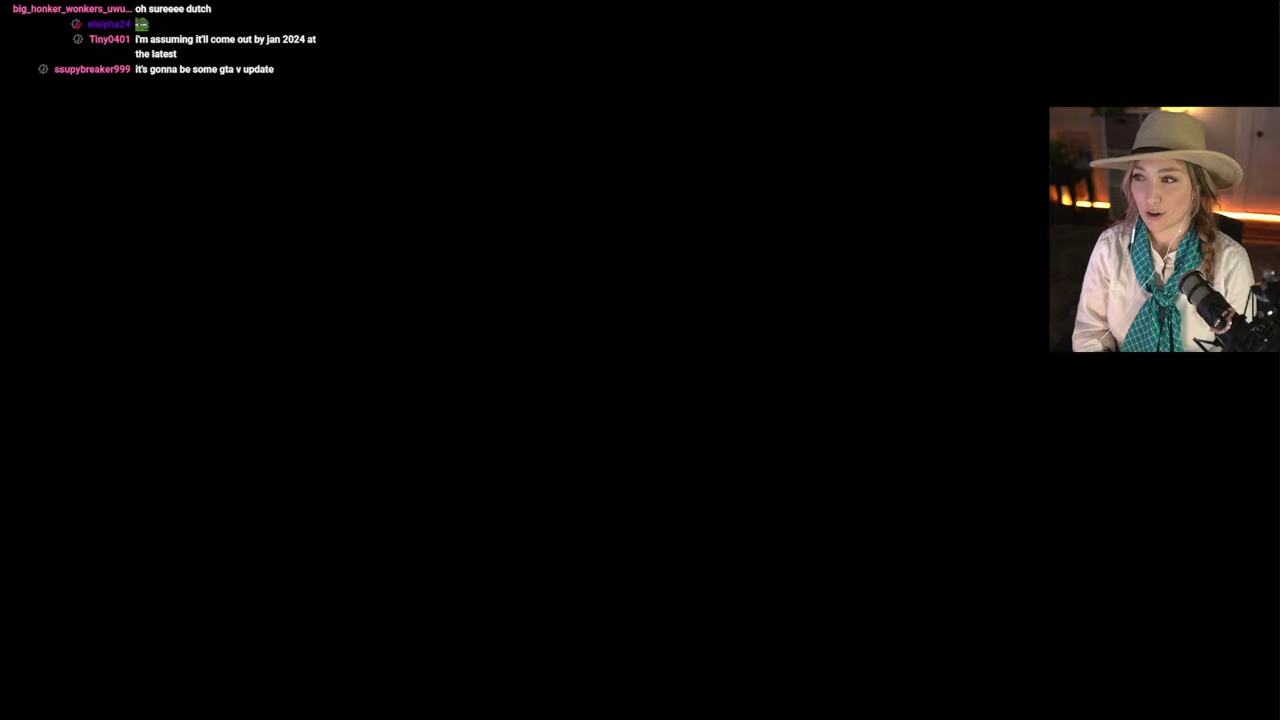 big_honker_wonkers_uwu... oh sureeee dutch
elalpha24
Tiny0401 i'm assuming it'll come out by jan 2024 at
the latest
ssupybreaker999 it's gonna be some gta v update